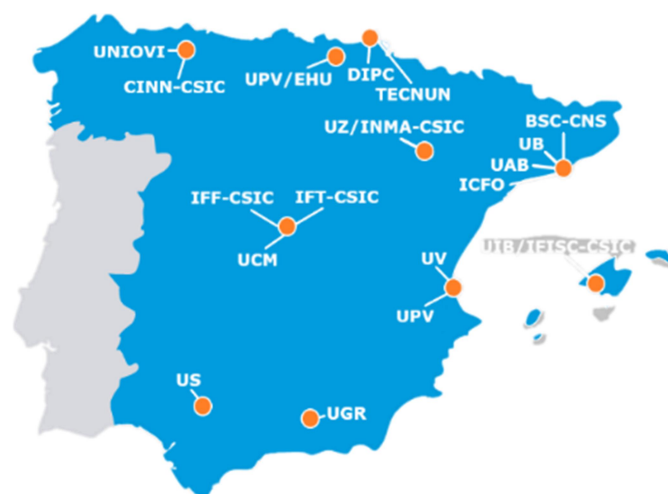 UNIOVI
CINN-CSIC
UPV/EHU
DIPC
TECNUN
UZ/INMA-CSIC
BSC-CNS
UB
UAB
ICFO
IFF-CSIC
IFT-CSIC
UCM
UV
UIB/IFISC-CSIC
UPV
US
UGR